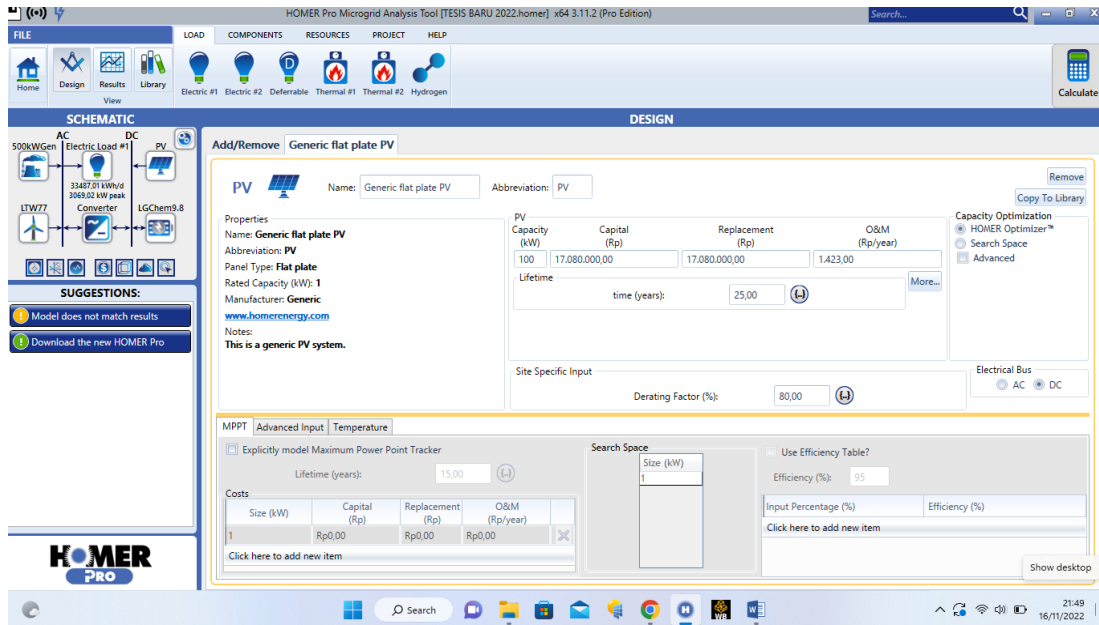 HOMER Pro Microgrid Analysis Tool [TESIS BARU 2022.homer] x64 3.11.2 (Pro Edition)
Search...
FILE
LOAD COMPONENTS RESOURCES PROJECT HELP
Home
Design Results Library
View
Electric #1 Electric #2 Deferrable Thermal #1 Thermal #2 Hydrogen
Calculate
SCHEMATIC
AC DC
500kWGen Electric Load #1 PV
33487,01 kWh/d
3069,02 kW peak
LTW77 Converter LGChem9.8
SUGGESTIONS:
Model does not match results
Download the new HOMER Pro
HOMER
PRO
DESIGN
Add/Remove Generic flat plate PV
PV Name: Generic flat plate PV Abbreviation: PV
Remove
Copy To Library
Properties
Name: Generic flat plate PV
Abbreviation: PV
Panel Type: Flat plate
Rated Capacity (kW): 1
Manufacturer: Generic
www.homerenergy.com
Notes:
This is a generic PV system.
PV
Capacity Capital Replacement O&M
(kW) (Rp) (Rp) (Rp/year)
100 17.080.000,00 17.080.000,00 1.423,00
Lifetime
time (years): 25,00 {..}
More...
Capacity Optimization
HOMER Optimizer™
Search Space
Advanced
Site Specific Input
Derating Factor (%): 80,00 {..}
Electrical Bus
AC DC
MPPT Advanced Input Temperature
Explicitly model Maximum Power Point Tracker
Lifetime (years): 15,00 {..}
Costs
Size (kW) Capital Replacement O&M
(Rp) (Rp) (Rp/year)
1 Rp0,00 Rp0,00 Rp0,00
Click here to add new item
Search Space
Size (kW)
1
Use Efficiency Table?
Efficiency (%): 95
Input Percentage (%) Efficiency (%)
Click here to add new item
Show desktop
Search
WB
21:49
16/11/2022